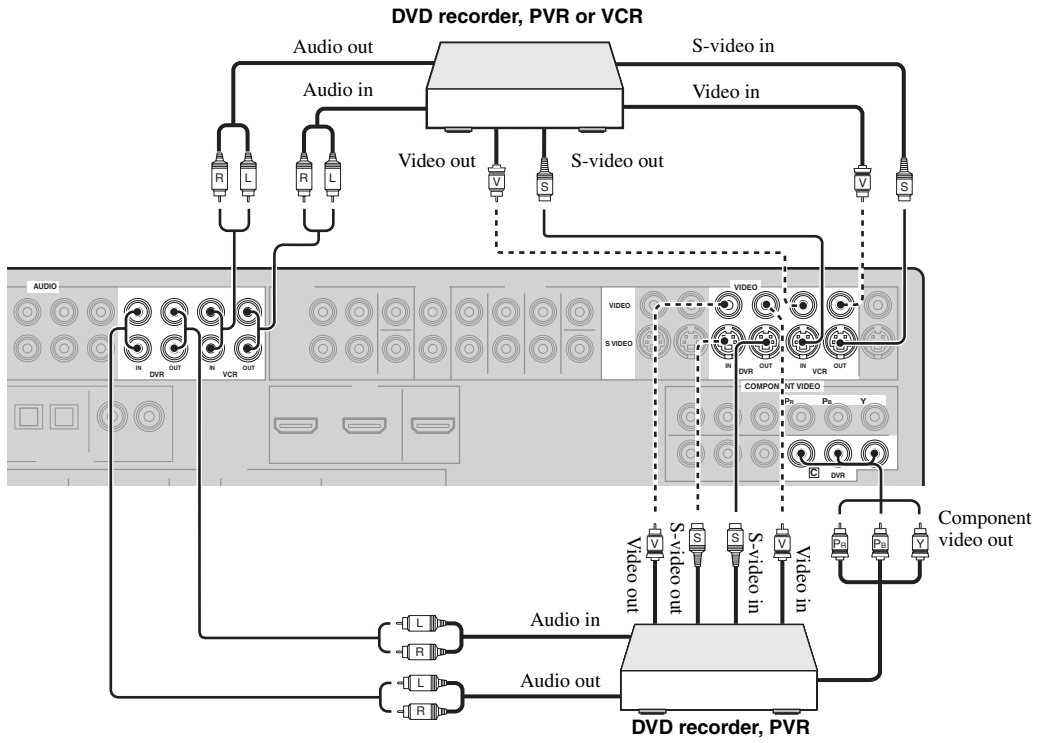 DVD recorder, PVR or VCR
Audio out
S-video in
Audio in
Video in
Video out
S-video out
R L R L
V S V S
AUDIO
VIDEO
VIDEO
S VIDEO
IN OUT IN OUT
DVR VCR
IN OUT IN OUT
DVR VCR
COMPONENT VIDEO
PR PB Y
C DVR
Component
video out
V S S V
PR PB Y
Video out
S-video out
S-video in
Video in
Audio in
L
R
Audio out
L
R
DVD recorder, PVR